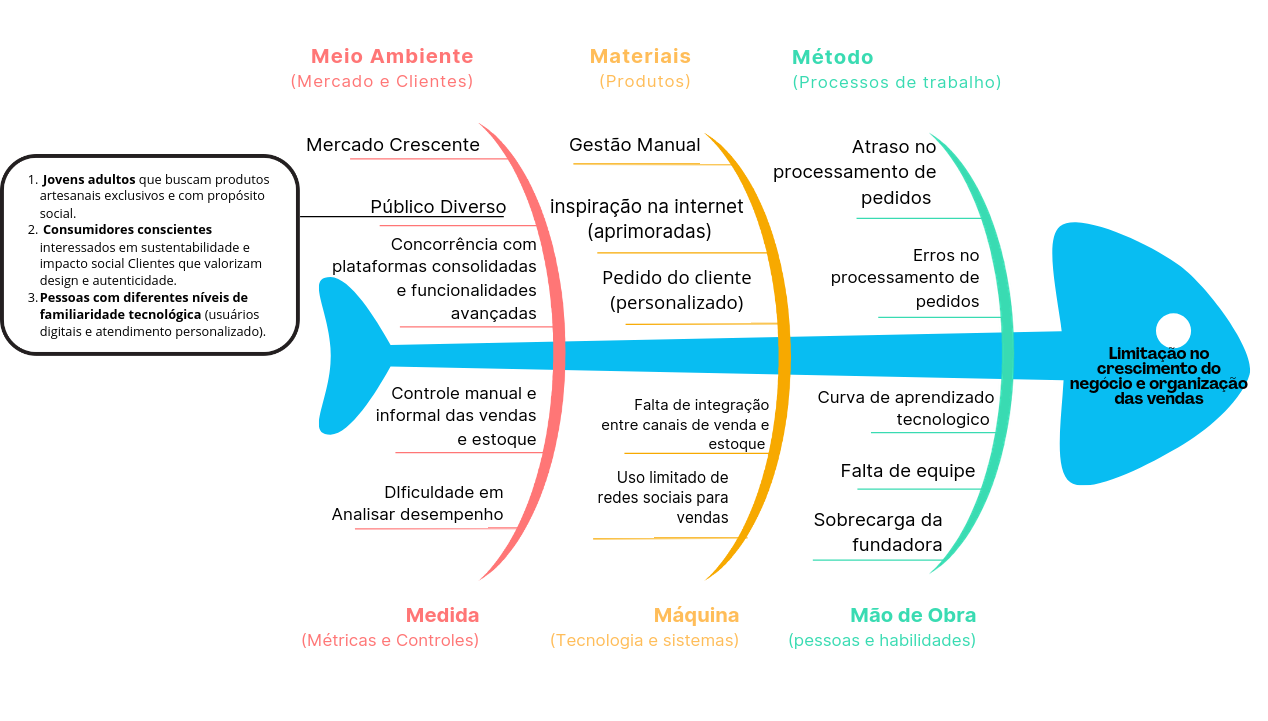 Meio Ambiente
(Mercado e Clientes)
Materiais
(Produtos)
Método
(Processos de trabalho)
1. Jovens adultos que buscam produtos
artesanais exclusivos e com propósito
social.
2. Consumidores conscientes
interessados em sustentabilidade e
impacto social Clientes que valorizam
design e autenticidade.
3. Pessoas com diferentes níveis de
familiaridade tecnológica (usuários
digitais e atendimento personalizado).
Mercado Crescente
Público Diverso
Concorrência com
plataformas consolidadas
e funcionalidades
avançadas
Gestão Manual
inspiração na internet
(aprimoradas)
Pedido do cliente
(personalizado)
Atraso no
processamento de
pedidos
Erros no
processamento de
pedidos
Limitação no
crescimento do
negócio e organização
das vendas
Controle manual e
informal das vendas
e estoque
DIficuldade em
Analisar desempenho
Falta de integração
entre canais de venda e
estoque
Uso limitado de
redes sociais para
vendas
Curva de aprendizado
tecnologico
Falta de equipe
Sobrecarga da
fundadora
Medida
(Métricas e Controles)
Máquina
(Tecnologia e sistemas)
Mão de Obra
(pessoas e habilidades)